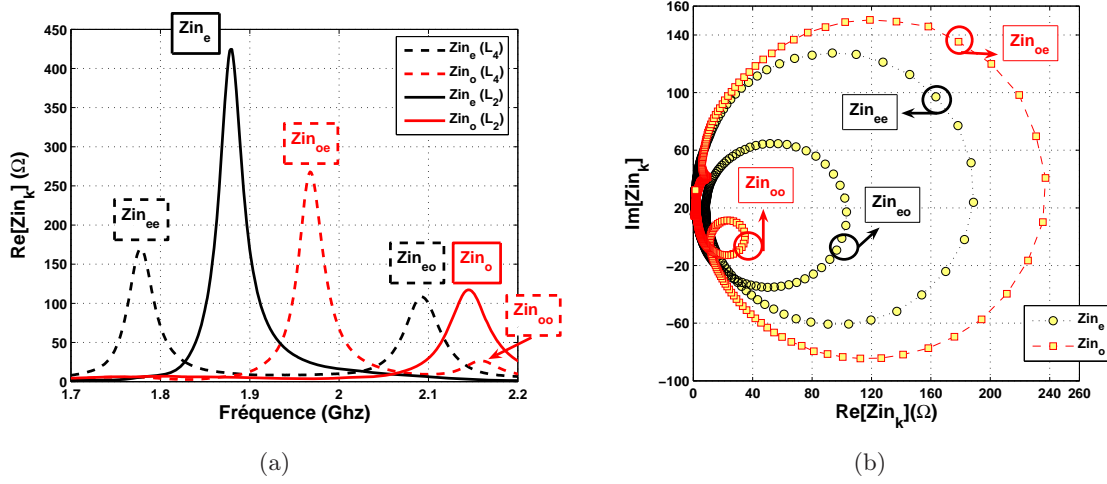 Zin_e
450
400
350
300
250
200
150
100
50
0
1.7
1.8
1.9
2
2.1
2.2
Re[Zin_k] (Ω)
Fréquence (Ghz)
Zin_e (L_4)
Zin_o (L_4)
Zin_e (L_2)
Zin_o (L_2)
Zin_oe
Zin_ee
Zin_eo
Zin_o
Zin_oo
(a)
160
140
100
60
20
−20
−60
−100
0
40
80
120
160
200
240
260
Im[Zin_k]
Re[Zin_k](Ω)
Zin_oe
Zin_ee
Zin_oo
Zin_eo
Zin_e
Zin_o
(b)